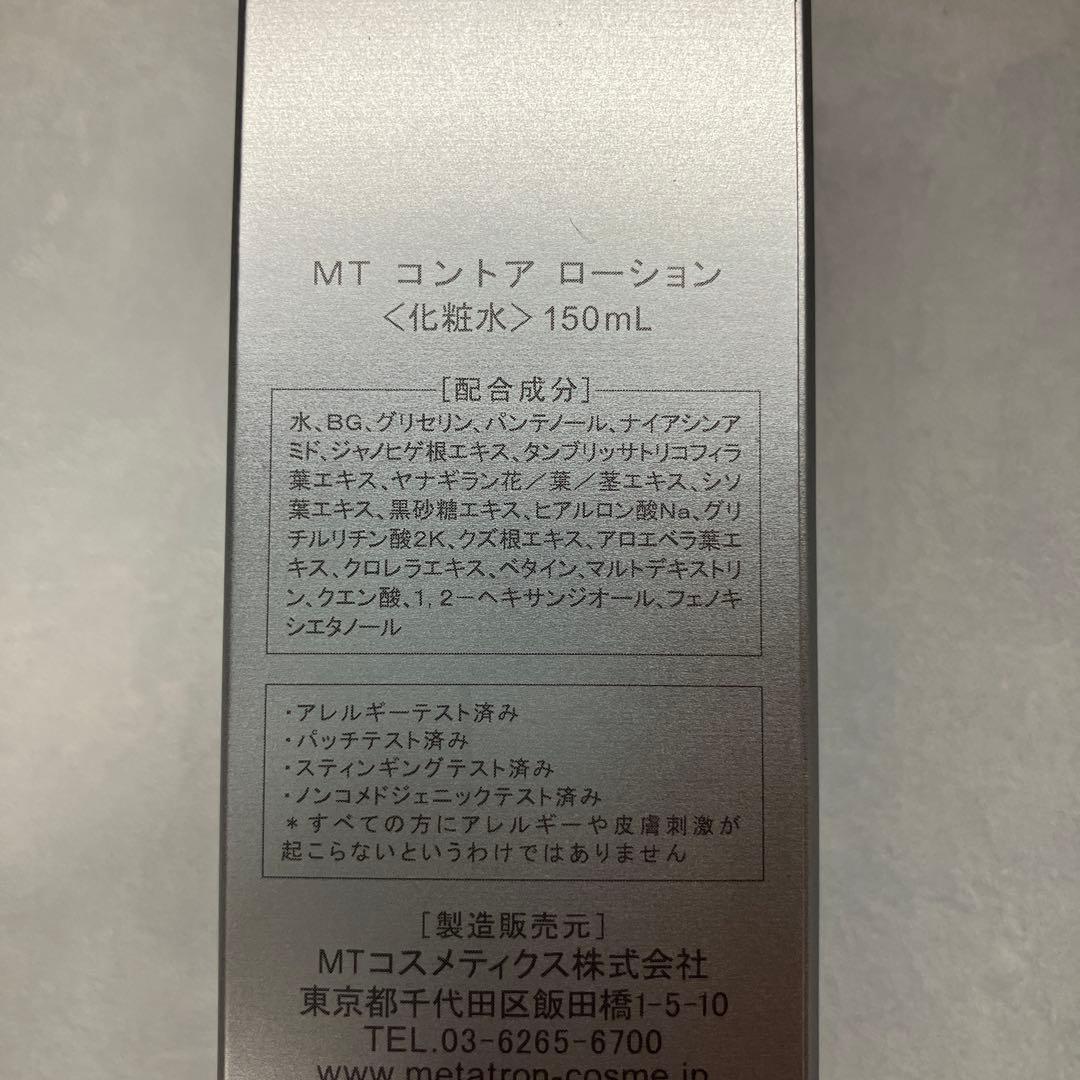 MT コントア ローション
〈化粧水〉150mL
[配合成分]
水、BG、グリセリン、パンテノール、ナイアシンア
ミド、ジャノヒゲ根エキス、タンブリッサトリコフィラ
葉エキス、ヤナギラン花／葉／茎エキス、シソ
葉エキス、黒砂糖エキス、ヒアルロン酸Na、グリ
チルリチン酸2K、クズ根エキス、アロエベラ葉エ
キス、クロレラエキス、ベタイン、マルトデキストリ
ン、クエン酸、1，2－ヘキサンジオール、フェノキ
シエタノール
・アレルギーテスト済み
・パッチテスト済み
・スティンギングテスト済み
・ノンコメドジェニックテスト済み
＊すべての方にアレルギーや皮膚刺激が
起こらないというわけではありません
[製造販売元]
MTコスメティクス株式会社
東京都千代田区飯田橋1-5-10
TEL.03-6265-6700
www.metatron-cosme.jp